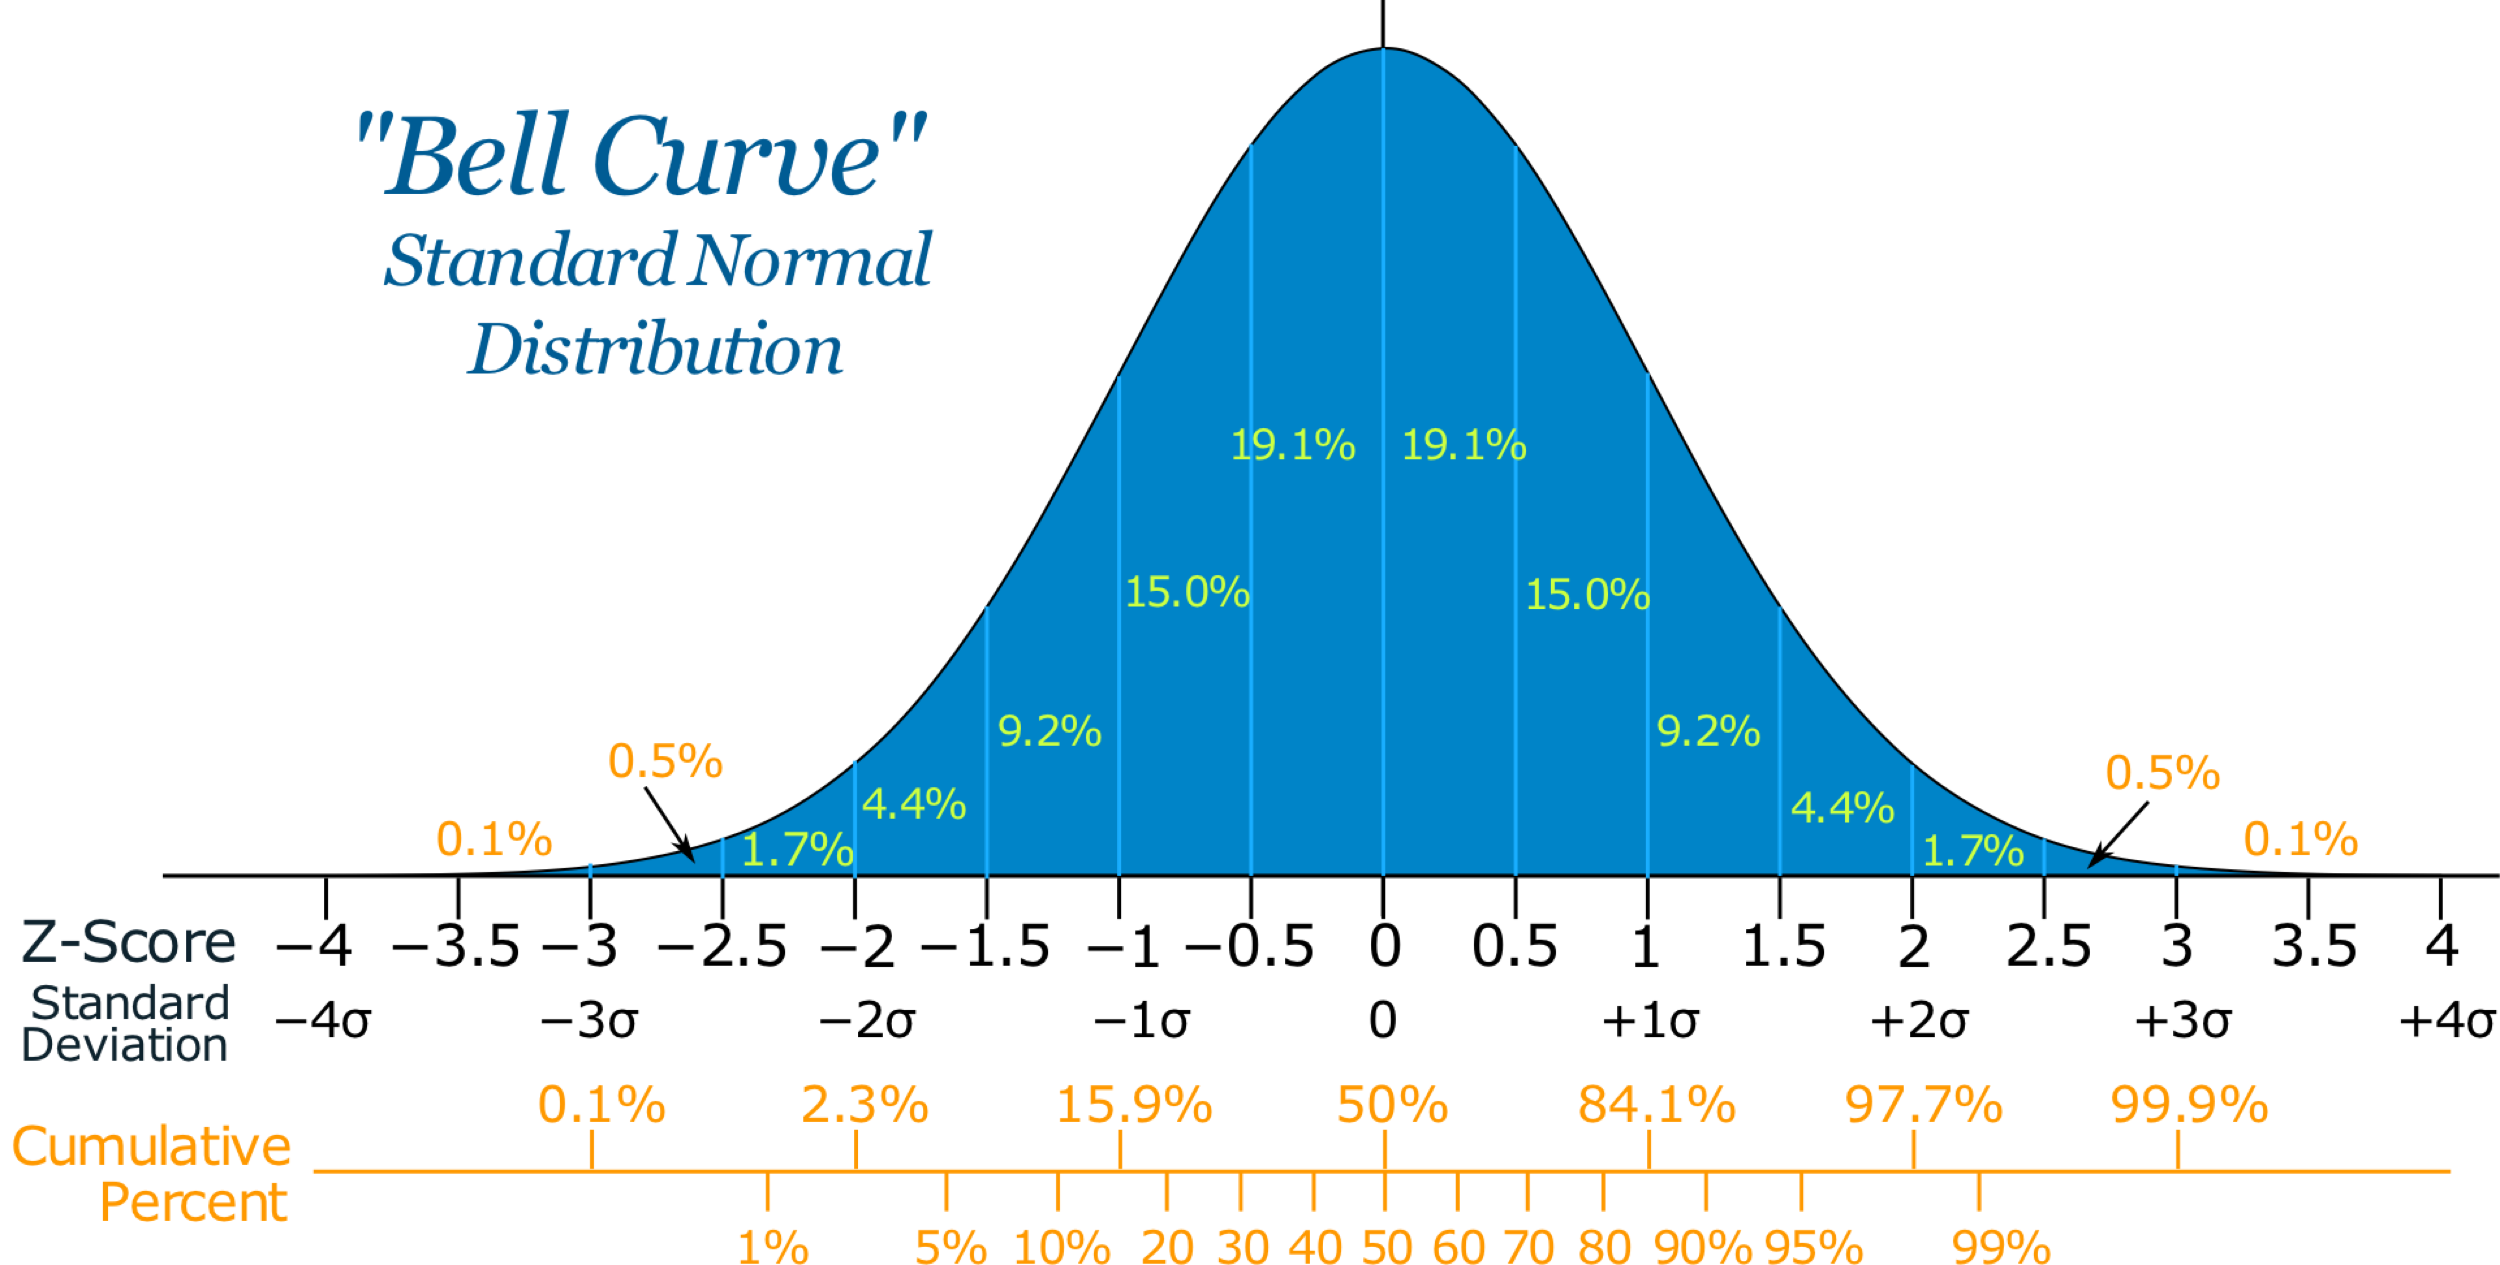 "Bell Curve"
Standard Normal
Distribution
19.1% 19.1%
15.0% 15.0%
9.2% 9.2%
0.5% 0.5%
4.4% 4.4%
0.1% 1.7% 1.7% 0.1%
Z-Score −4 −3.5 −3 −2.5 −2 −1.5 −1 −0.5 0 0.5 1 1.5 2 2.5 3 3.5 4
Standard
Deviation
−4σ −3σ −2σ −1σ 0 +1σ +2σ +3σ +4σ
0.1% 2.3% 15.9% 50% 84.1% 97.7% 99.9%
Cumulative
Percent
1% 5% 10% 20 30 40 50 60 70 80 90% 95% 99%